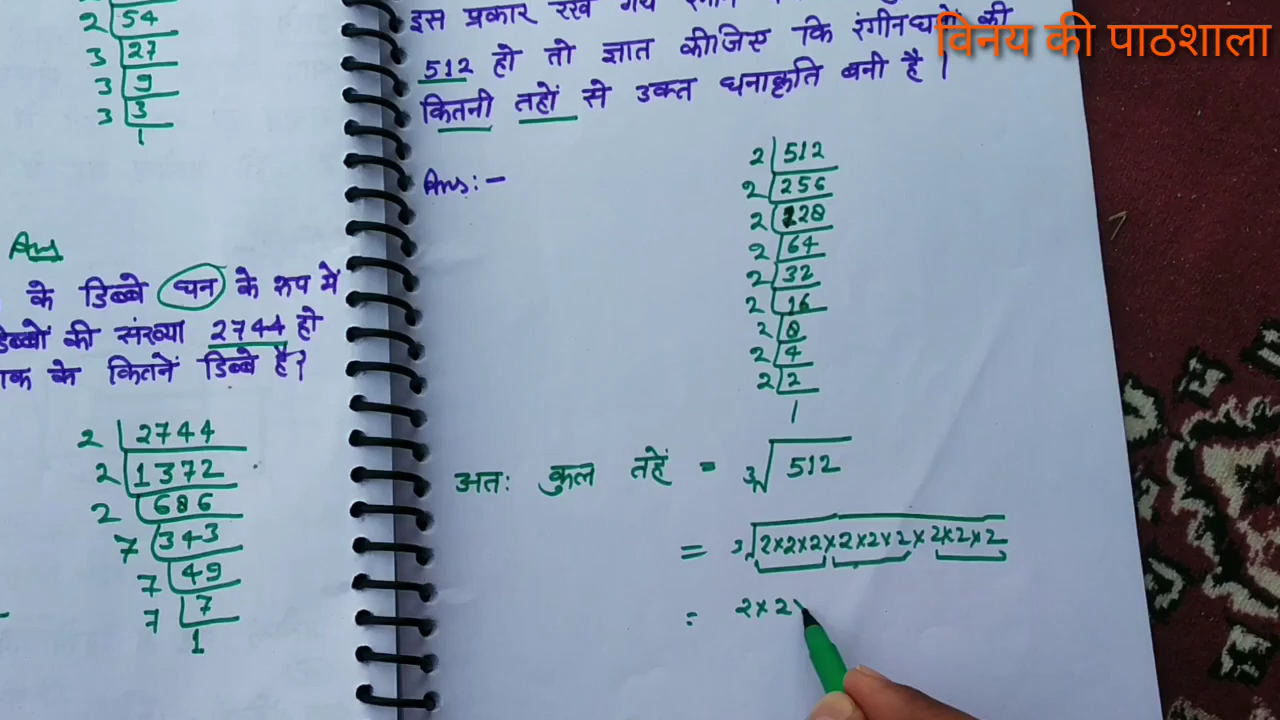 2 54
3 27
3 9
3 3
1
Ans
के डिब्बे घन के रूप में
डिब्बों की संख्या 2744 हो
के कितनें डिब्बे है?
2 2744
2 1372
2 686
7 343
7 49
7 7
1
विनय की पाठशाला
इस प्रकार रखे गये
512 हो तो ज्ञात कीजिए कि रंगीन घनों की
कितनी तहों से उक्त घनाकृति बनी है।
Ans:-
2 512
2 256
2 128
2 64
2 32
2 16
2 8
2 4
2 2
1
अतः कुल तहें = ∛512
= ∛2×2×2×2×2×2×2×2×2
= 2×2